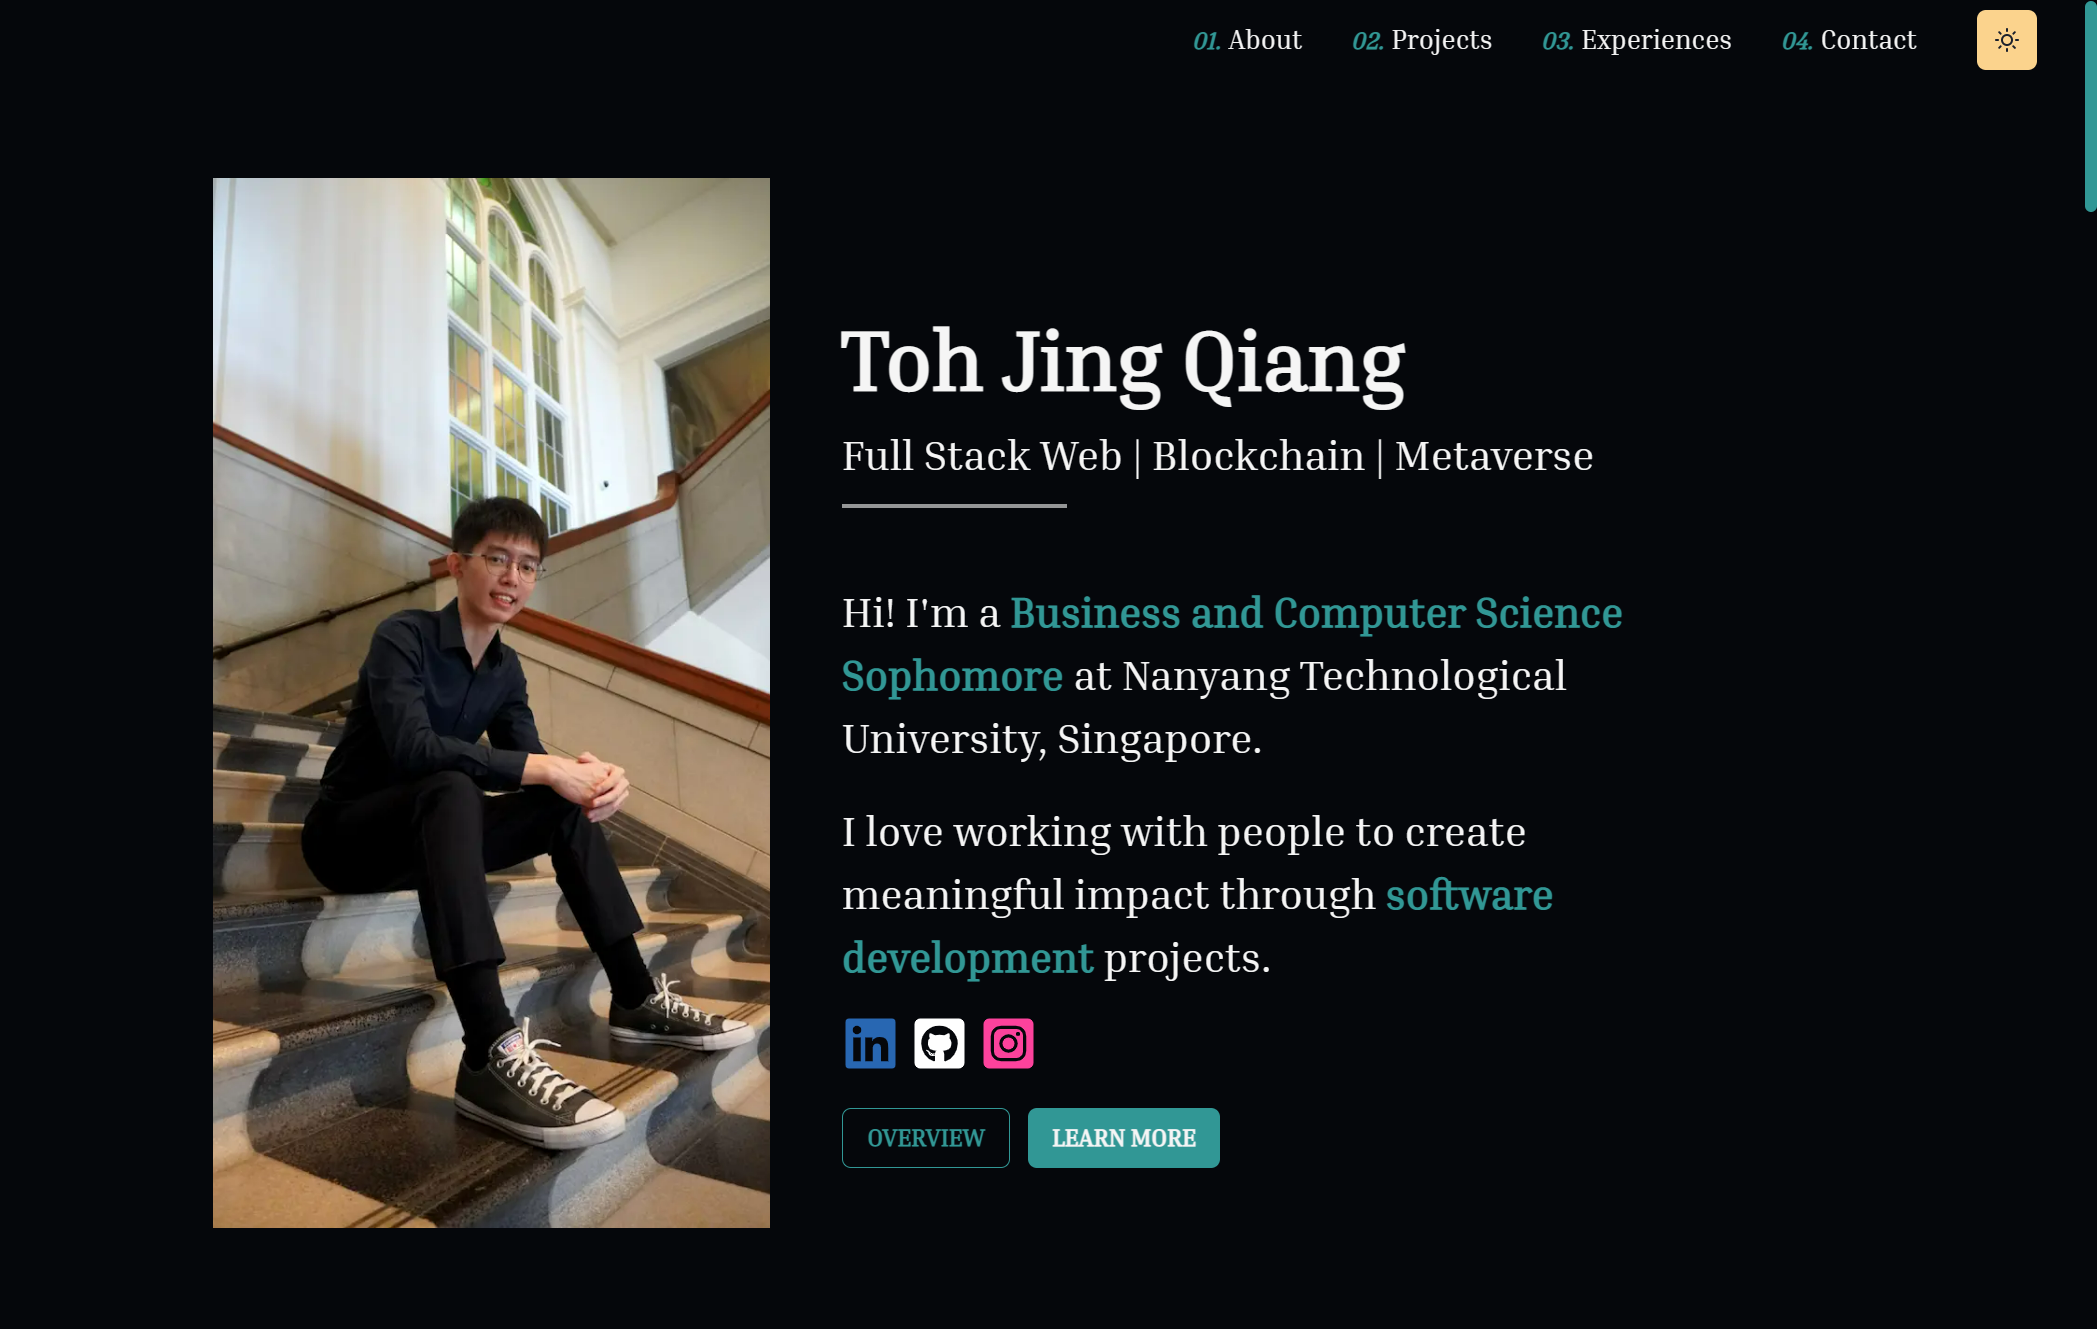 01. About 02. Projects 03. Experiences 04. Contact
Toh Jing Qiang
Full Stack Web | Blockchain | Metaverse
Hi! I'm a Business and Computer Science
Sophomore at Nanyang Technological
University, Singapore.
I love working with people to create
meaningful impact through software
development projects.
in
OVERVIEW LEARN MORE